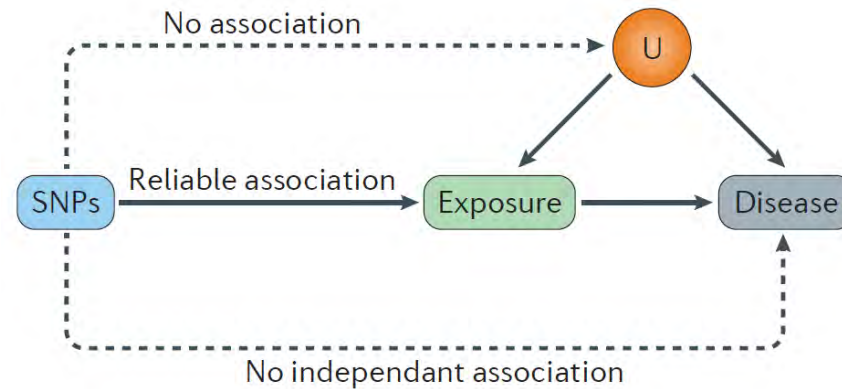 No association
U
Reliable association
SNPs
Exposure
Disease
No independant association